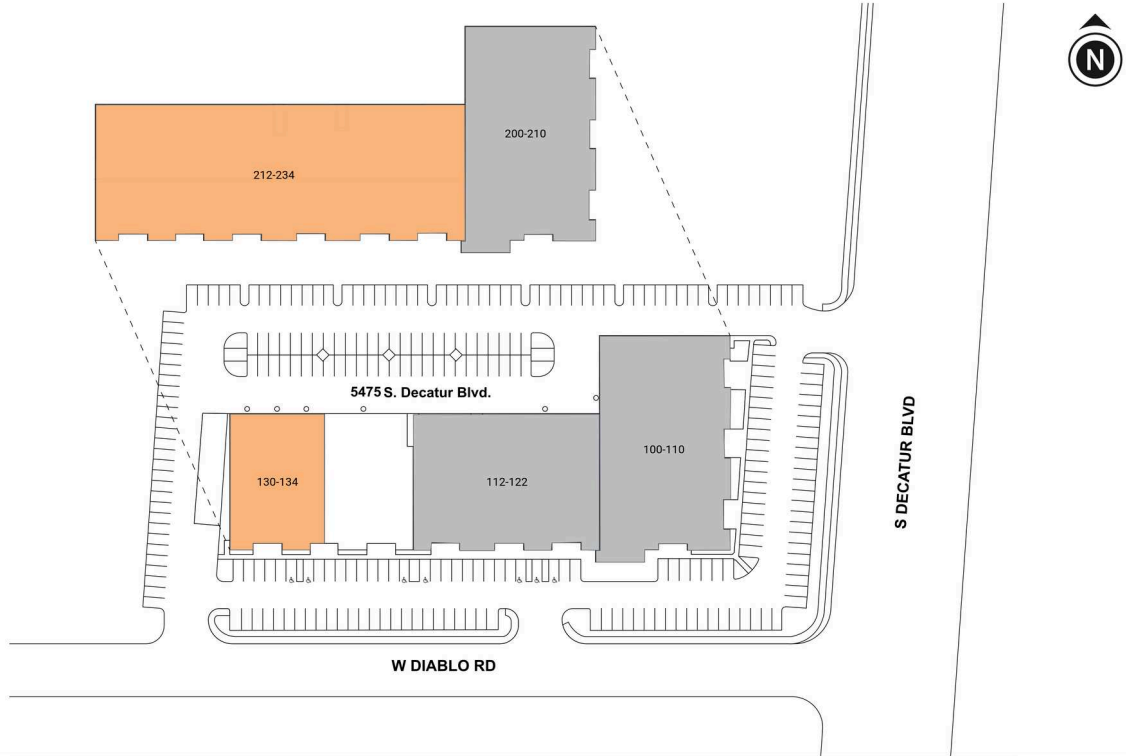 N
200-210
212-234
5475 S. Decatur Blvd.
100-110
130-134
112-122
S DECATUR BLVD
W DIABLO RD